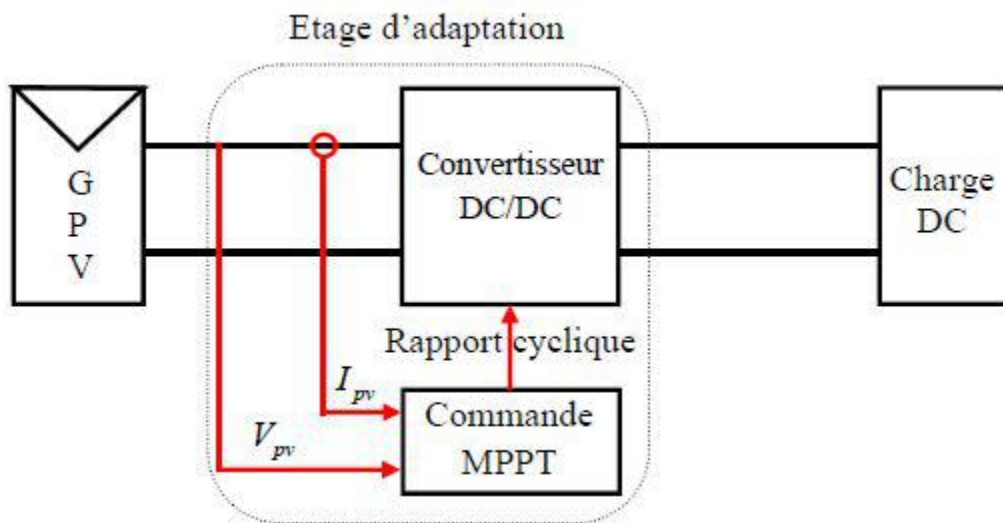 Etage d'adaptation
G
P
V
Convertisseur
DC/DC
Charge
DC
Rapport cyclique
I_pv
V_pv
Commande
MPPT